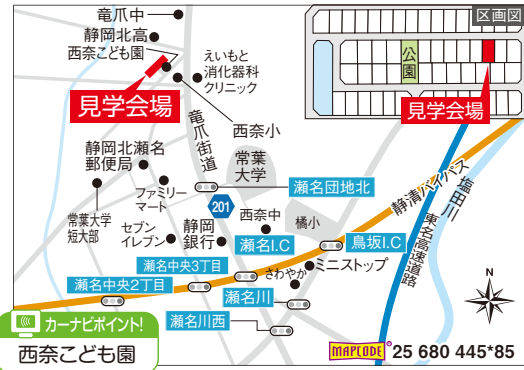 竜爪中
静岡北高
西奈こども園
えいもと
消化器科
クリニック
見学会場
西奈小
竜爪街道
静岡北瀬名
郵便局
常葉
大学
瀬名団地北
ファミリー
マート
201
常葉大学
短大部
セブン
イレブン
静岡
銀行
西奈中
瀬名I.C
橘小
鳥坂I.C
静清バイパス
塩田川
東名高速道路
瀬名中央3丁目
さわやか
ミニストップ
瀬名中央2丁目
瀬名川
瀬名川西
N
区画図
公園
見学会場
カーナビポイント!
西奈こども園
MAPCODE 25 680 445*85